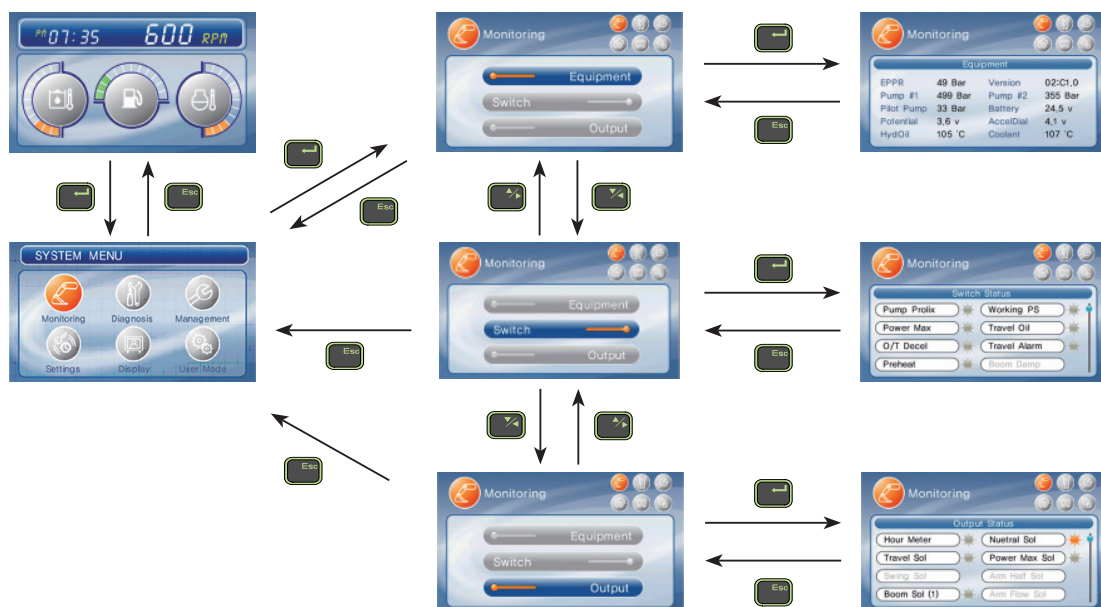 PM 07:35 600 RPM
Monitoring
Equipment
Switch
Output
Monitoring
Equipment
EPPR 49 Bar Version 02:C1,0
Pump #1 499 Bar Pump #2 355 Bar
Pilot Pump 33 Bar Battery 24,5 v
Potential 3,6 v AccelDial 4,1 v
HydOil 105 °C Coolant 107 °C
Esc
Esc
Esc
SYSTEM MENU
Monitoring Diagnosis Management
Settings Display User Mode
Monitoring
Equipment
Switch
Output
Monitoring
Switch Status
Pump Prolix Working PS
Power Max Travel Oil
O/T Decel Travel Alarm
Preheat Boom Damp
Esc
Esc
Esc
Monitoring
Equipment
Switch
Output
Monitoring
Output Status
Hour Meter Nuetral Sol
Travel Sol Power Max Sol
Swing Sol Arm Halt Sol
Boom Sol (1) Arm Flow Sol
Esc